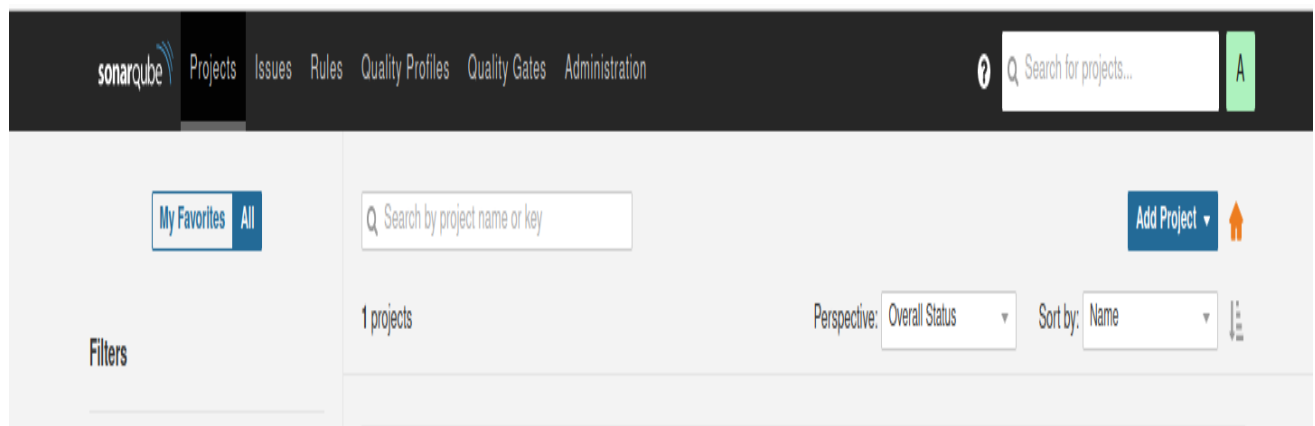 sonarqube Projects Issues Rules Quality Profiles Quality Gates Administration ? Search for projects... A
My Favorites All Search by project name or key Add Project
1 projects Perspective: Overall Status Sort by: Name
Filters